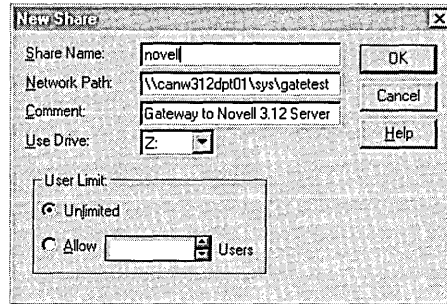 New Share
Share Name: novell OK
Network Path: \\canw312dpt01\sys\gatetest
Cancel
Comment: Gateway to Novell 3.12 Server
Use Drive: Z: Help
User Limit:
Unlimited
Allow Users